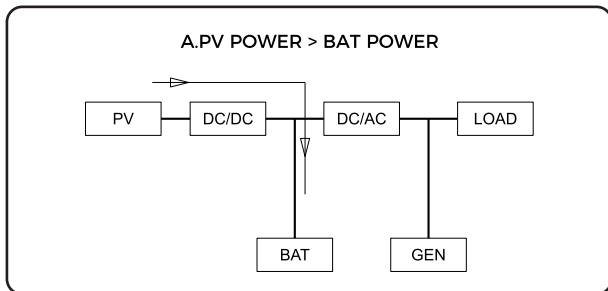 A.PV POWER > BAT POWER
PV DC/DC DC/AC LOAD
BAT GEN